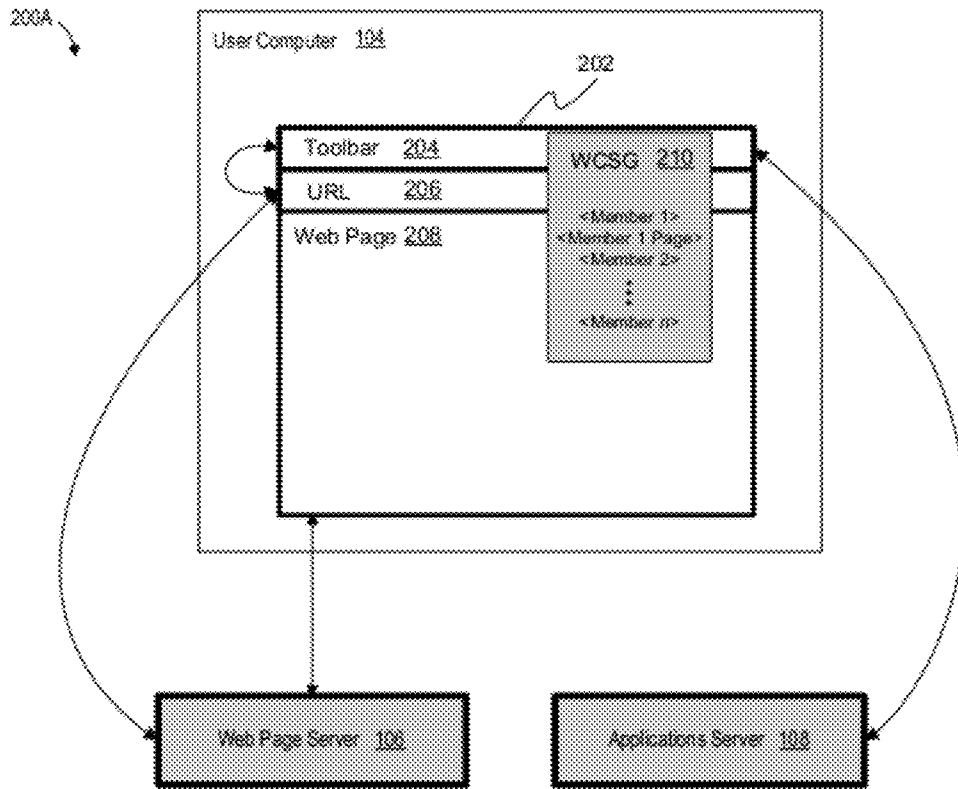 200A
User Computer 104
202
Toolbar 204
WCSG 210
URL 206
<Member 1>
Web Page 208
<Member 1 Page>
<Member 2>
<Member n>
Web Page Server 106
Applications Server 108